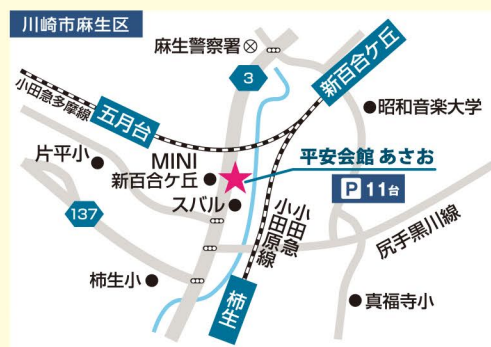 川崎市麻生区
麻生警察署
3
新百合ケ丘
小田急多摩線
五月台
昭和音楽大学
片平小
MINI
新百合ケ丘
平安会館 あさお
P 11台
スバル
137
小田急
小田原線
尻手黒川線
柿生小
柿生
真福寺小